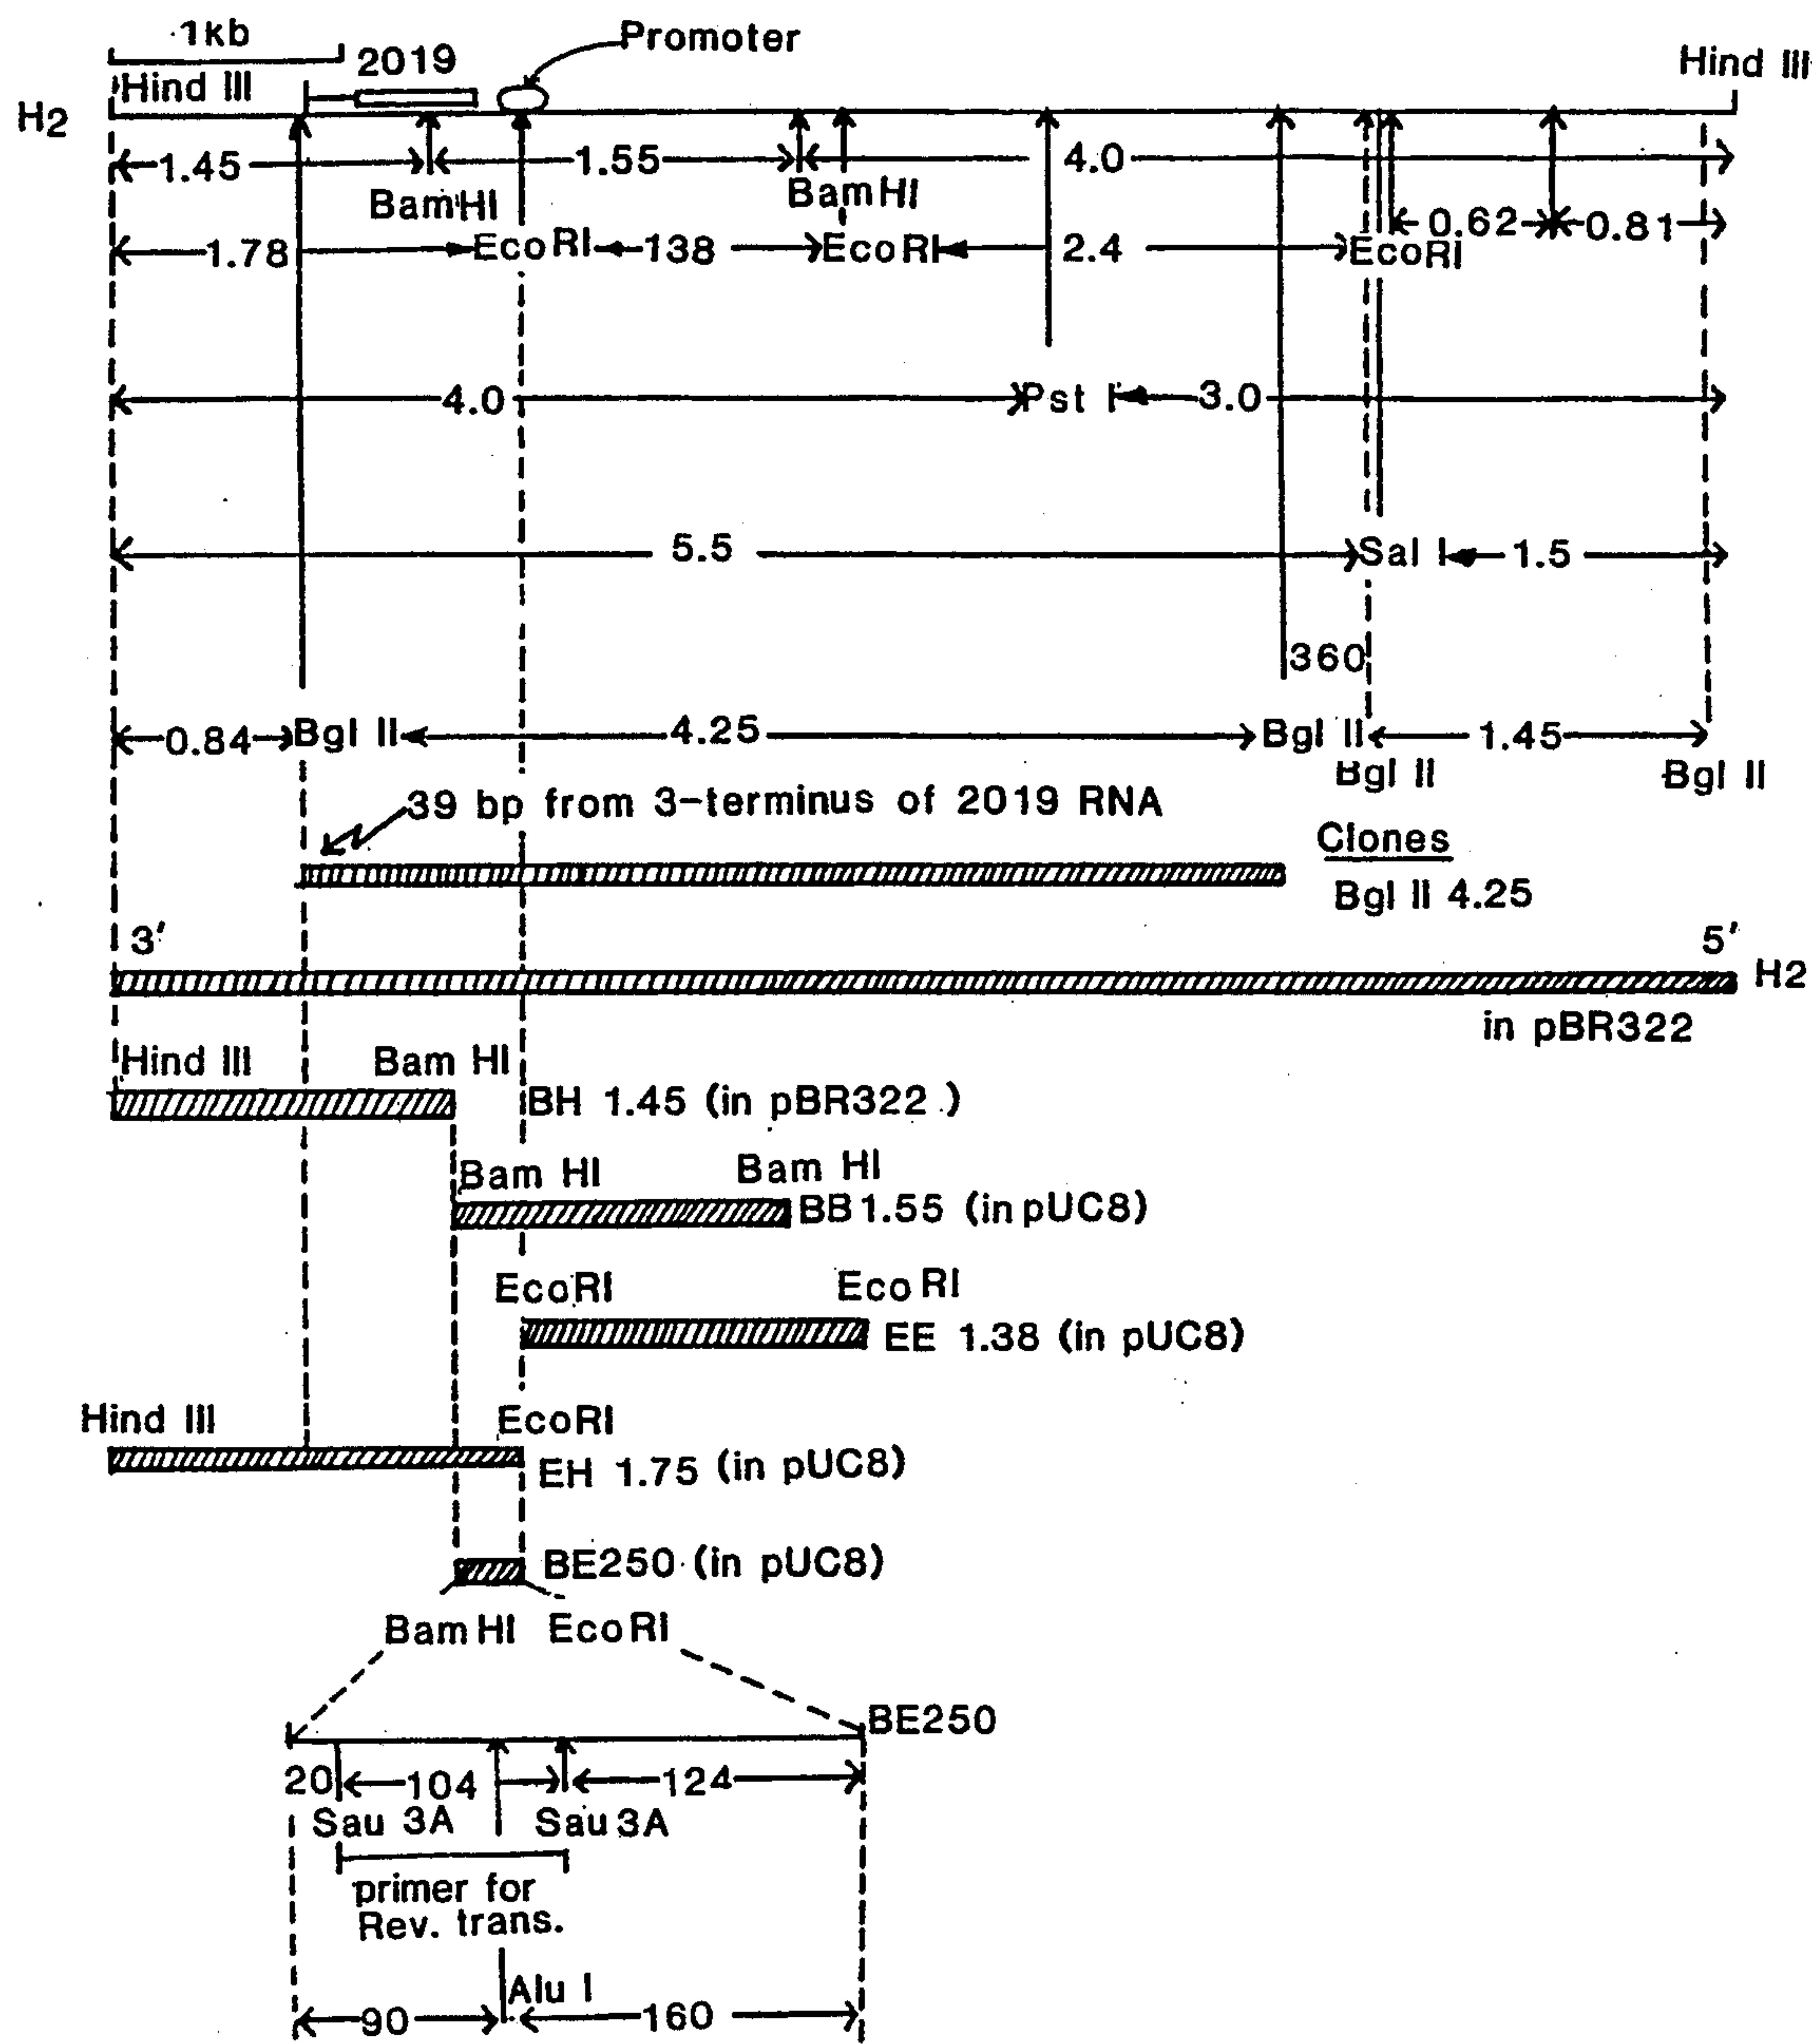 1kb
Promoter
2019
Hind III
Hind III
H2
1.45
1.55
4.0
BamHI
BamHI
0.62
0.81
1.78
EcoRI
138
EcoRI
2.4
EcoRI
4.0
Pst I
3.0
5.5
Sal I
1.5
360
0.84
Bgl II
4.25
Bgl II
1.45
Bgl II
Bgl II
39 bp from 3-terminus of 2019 RNA
Clones
Bgl II 4.25
3'
5'
H2
in pBR322
Hind III
Bam HI
BH 1.45 (in pBR322 )
Bam HI
Bam HI
BB 1.55 (in pUC8)
EcoRI
Eco RI
EE 1.38 (in pUC8)
Hind III
EcoRI
EH 1.75 (in pUC8)
BE250 (in pUC8)
Bam HI EcoRI
BE250
20
104
124
Sau 3A
Sau 3A
primer for
Rev. trans.
Alu I
90
160